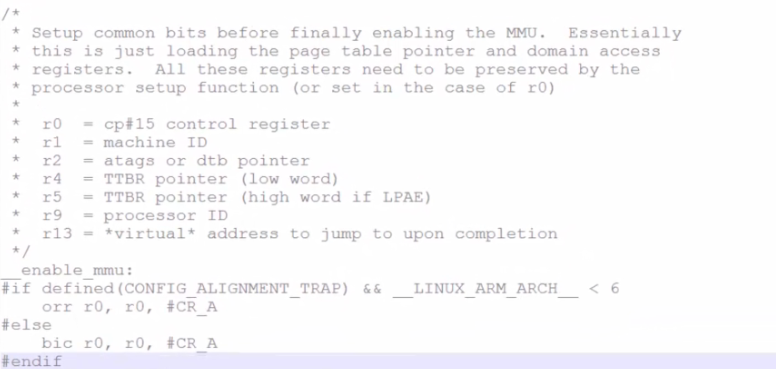 /*
 * Setup common bits before finally enabling the MMU.  Essentially
 * this is just loading the page table pointer and domain access
 * registers.  All these registers need to be preserved by the
 * processor setup function (or set in the case of r0)
 *
 *  r0  = cp#15 control register
 *  r1  = machine ID
 *  r2  = atags or dtb pointer
 *  r4  = TTBR pointer (low word)
 *  r5  = TTBR pointer (high word if LPAE)
 *  r9  = processor ID
 *  r13 = *virtual* address to jump to upon completion
 */
__enable_mmu:
#if defined(CONFIG_ALIGNMENT_TRAP) && __LINUX_ARM_ARCH__ < 6
    orr r0, r0, #CR_A
#else
    bic r0, r0, #CR_A
#endif